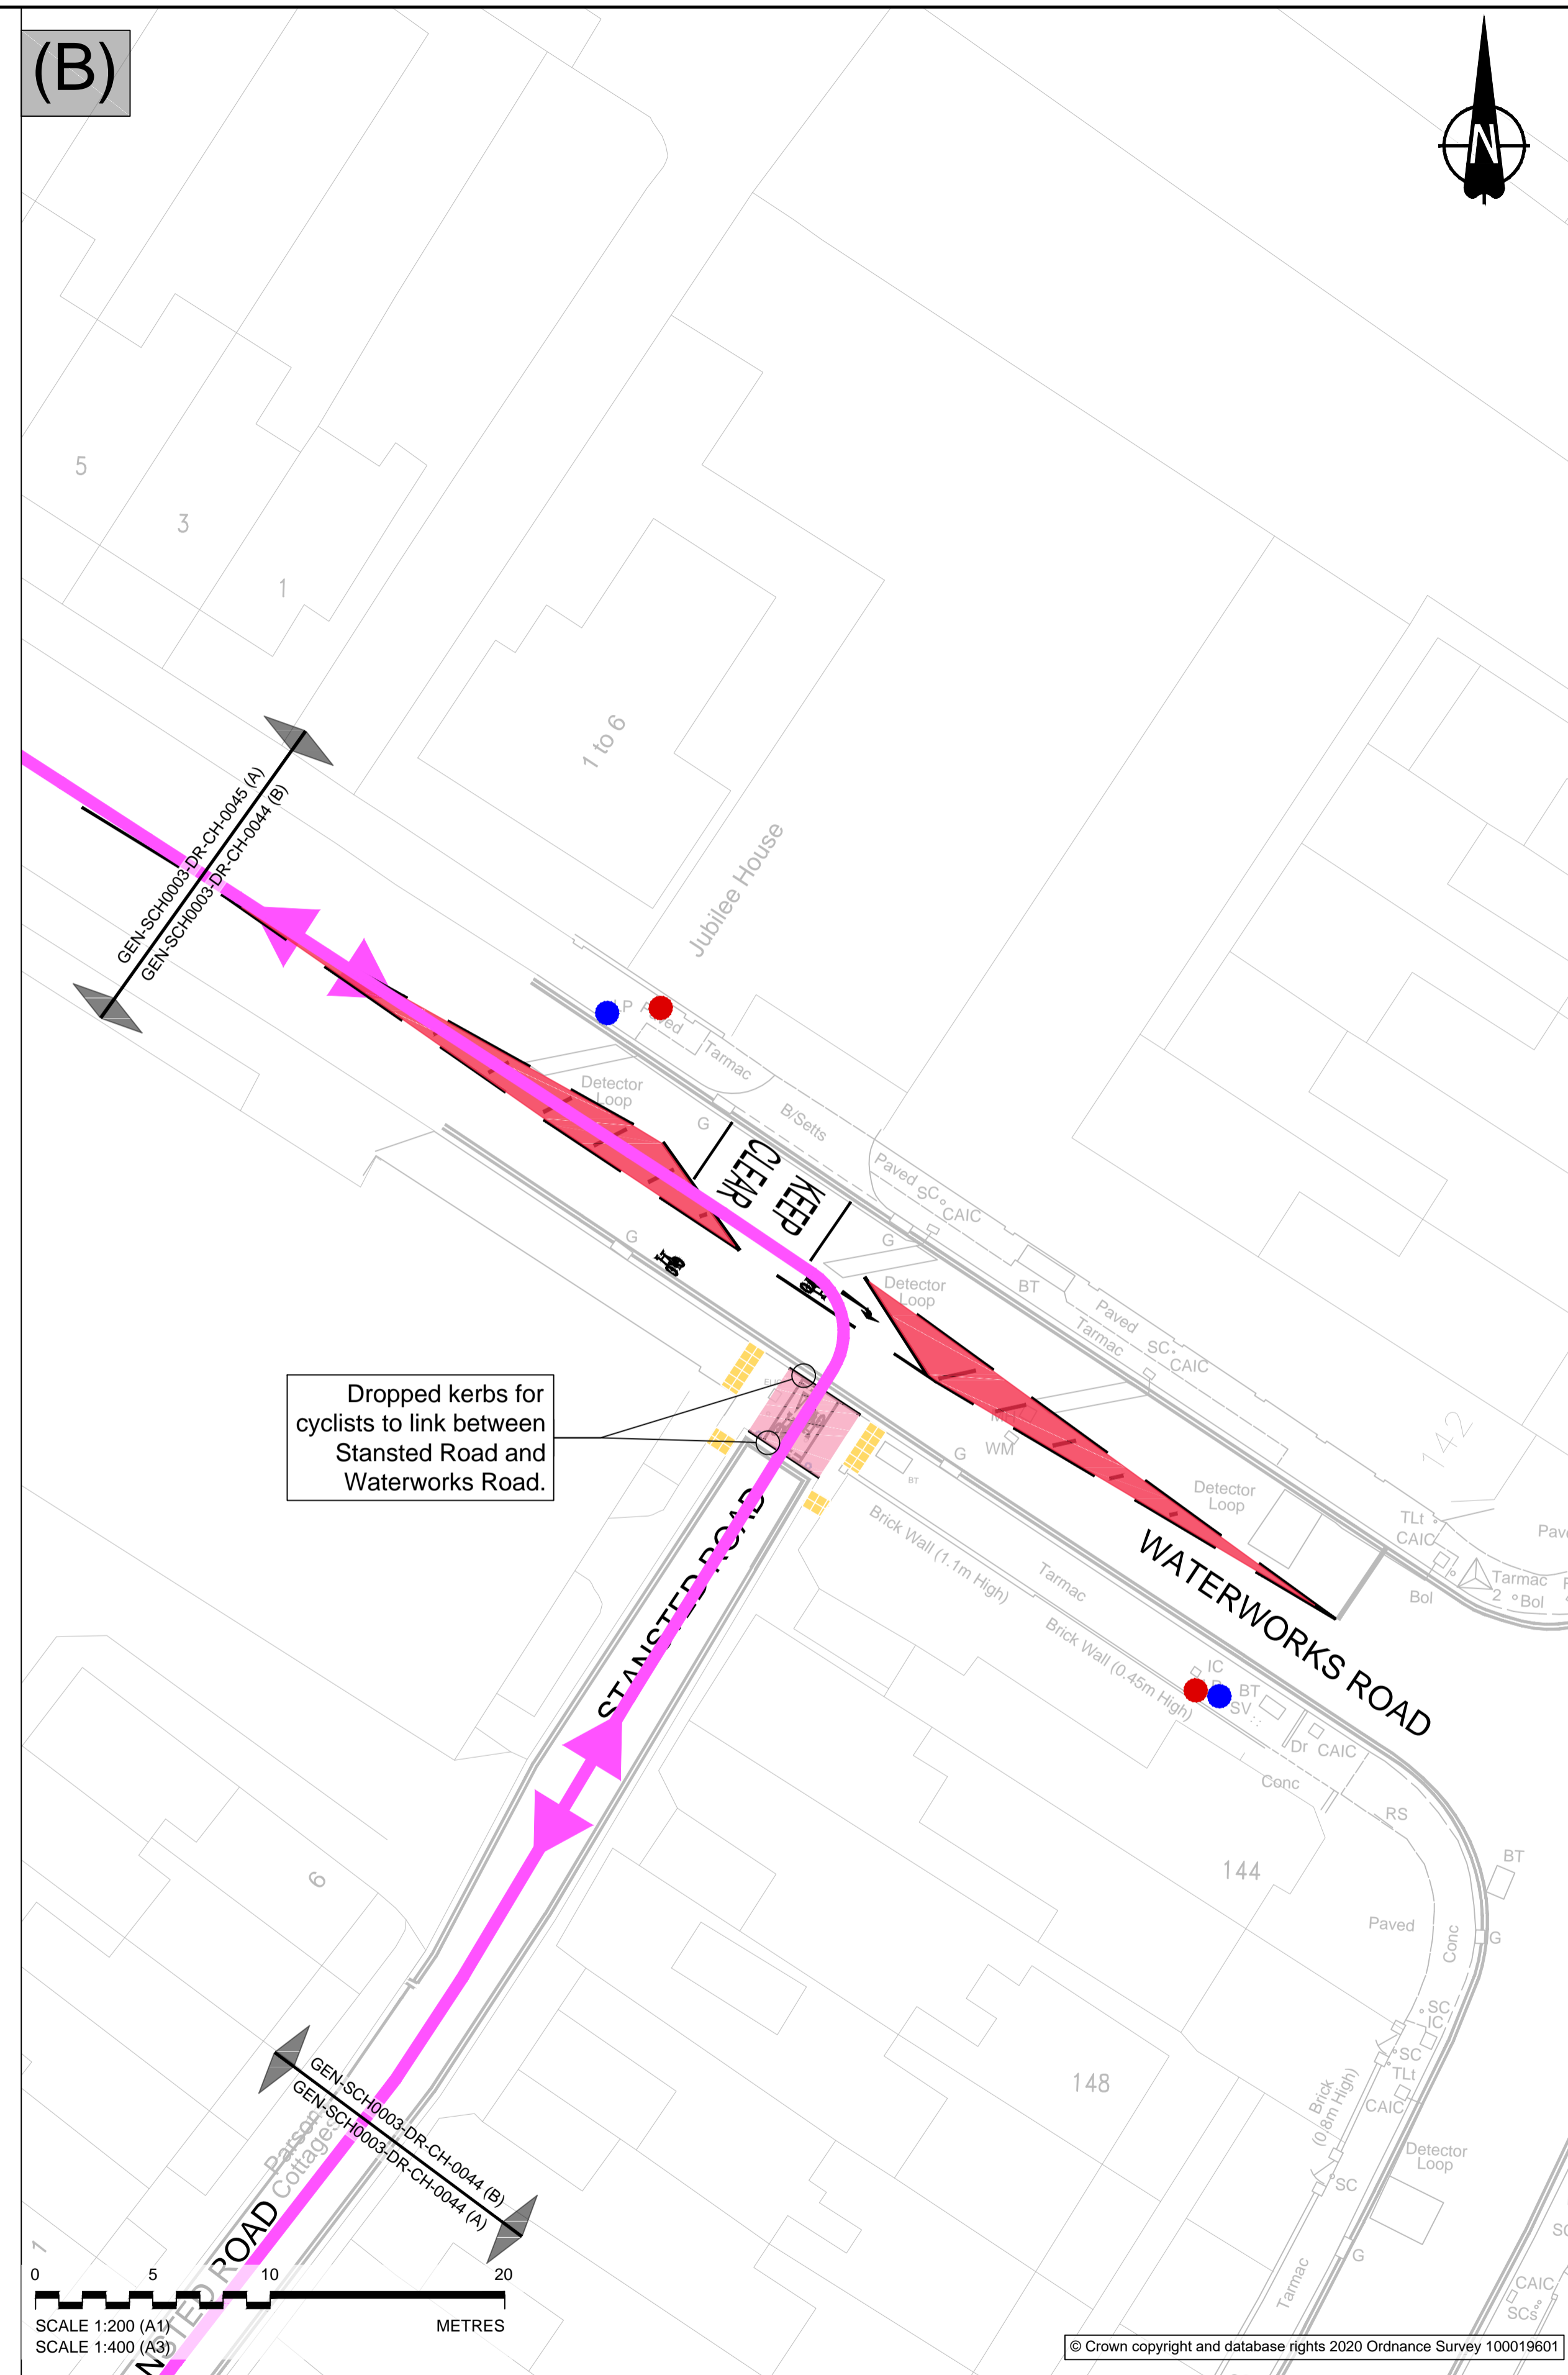 (B)
N
5
3
1
1 to 6
Jubilee House
GEN-SCH0003-DR-CH-0045 (A)
GEN-SCH0003-DR-CH-0044 (B)
LP
Paved
Tarmac
Detector
Loop
G
B/Setts
KEEP
CLEAR
Paved
SC
CAIC
G
G
Detector
Loop
BT
Paved
Tarmac
SC
CAIC
Dropped kerbs for
cyclists to link between
Stansted Road and
Waterworks Road.
MH
WM
G
BT
142
Detector
Loop
TLt
CAIC
Bol
Tarmac
2 Bol
Brick Wall (1.1m High)
Tarmac
WATERWORKS ROAD
STANSTED ROAD
Brick Wall (0.45m High)
IC
BT
SV
Dr
CAIC
Conc
RS
BT
144
6
Paved
Conc
G
SC
IC
SC
TLt
CAIC
148
Brick
(0.8m High)
Detector
Loop
SC
GEN-SCH0003-DR-CH-0044 (B)
GEN-SCH0003-DR-CH-0044 (A)
Parson
Cottages
NSTED ROAD
1
G
Tarmac
CAIC
SCs
0 5 10 20
SCALE 1:200 (A1)
METRES
SCALE 1:400 (A3)
© Crown copyright and database rights 2020 Ordnance Survey 100019601